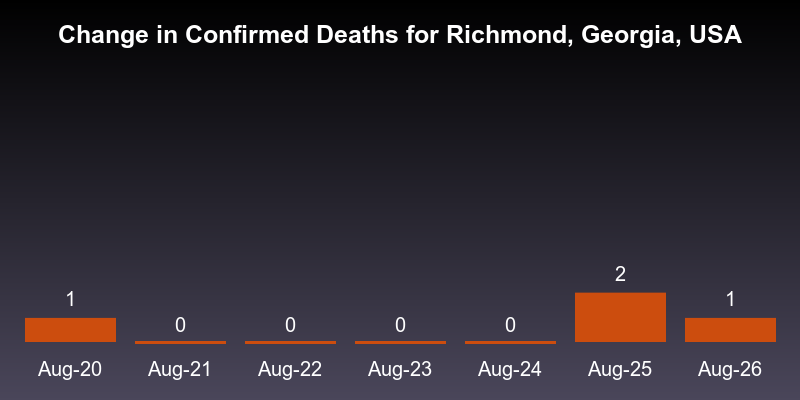 Change in Confirmed Deaths for Richmond, Georgia, USA
1
0
0
0
0
2
1
Aug-20
Aug-21
Aug-22
Aug-23
Aug-24
Aug-25
Aug-26